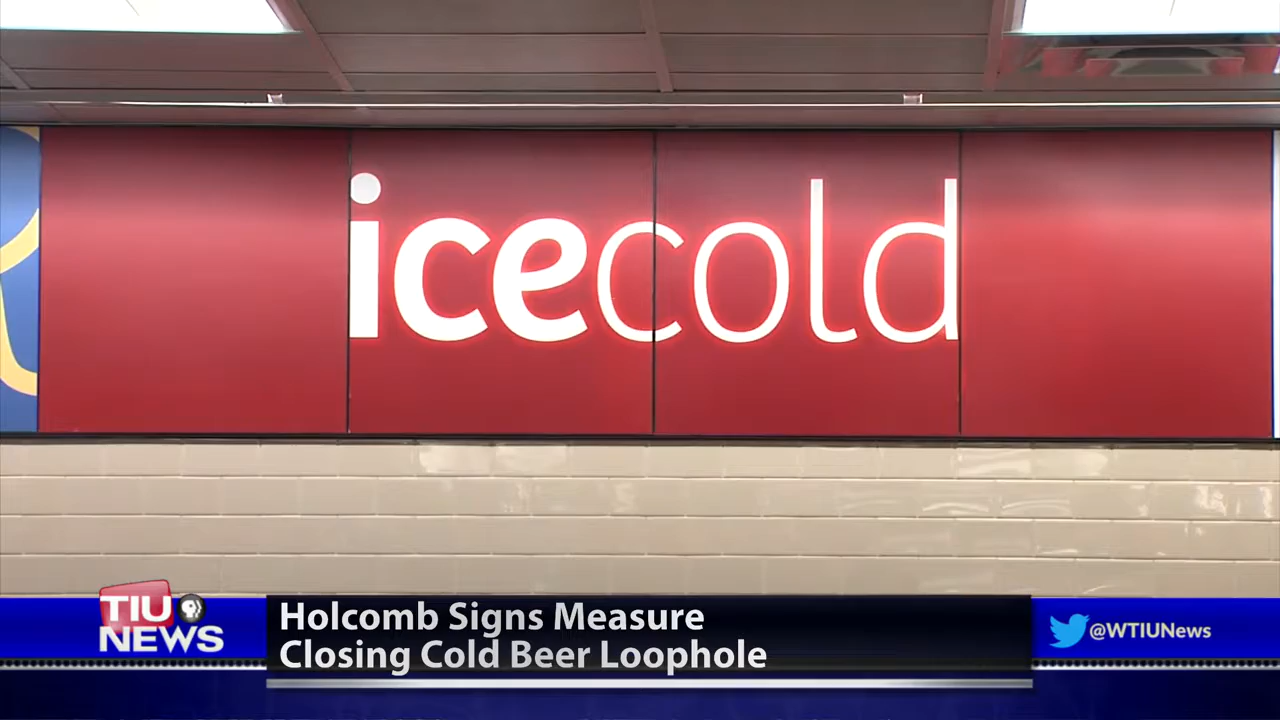 icecold
TIU
NEWS
Holcomb Signs Measure
Closing Cold Beer Loophole
@WTIUNews